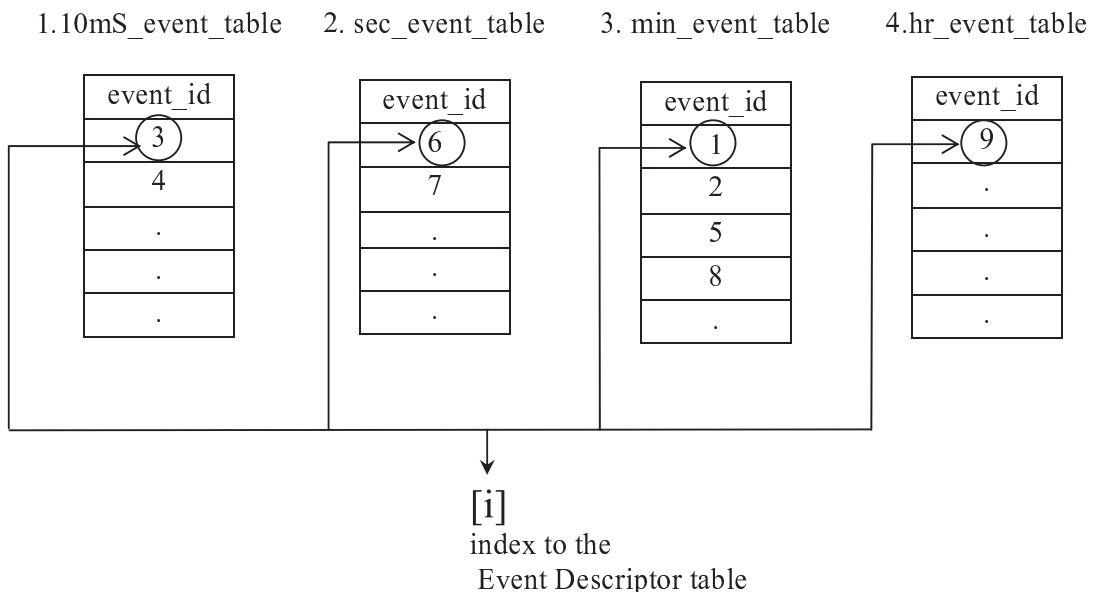 1.10mS_event_table 2. sec_event_table 3. min_event_table 4.hr_event_table
event_id event_id event_id event_id
3 6 1 9
4 7 2 .
. . 5 .
. . 8 .
. . . .
[i]
index to the
Event Descriptor table